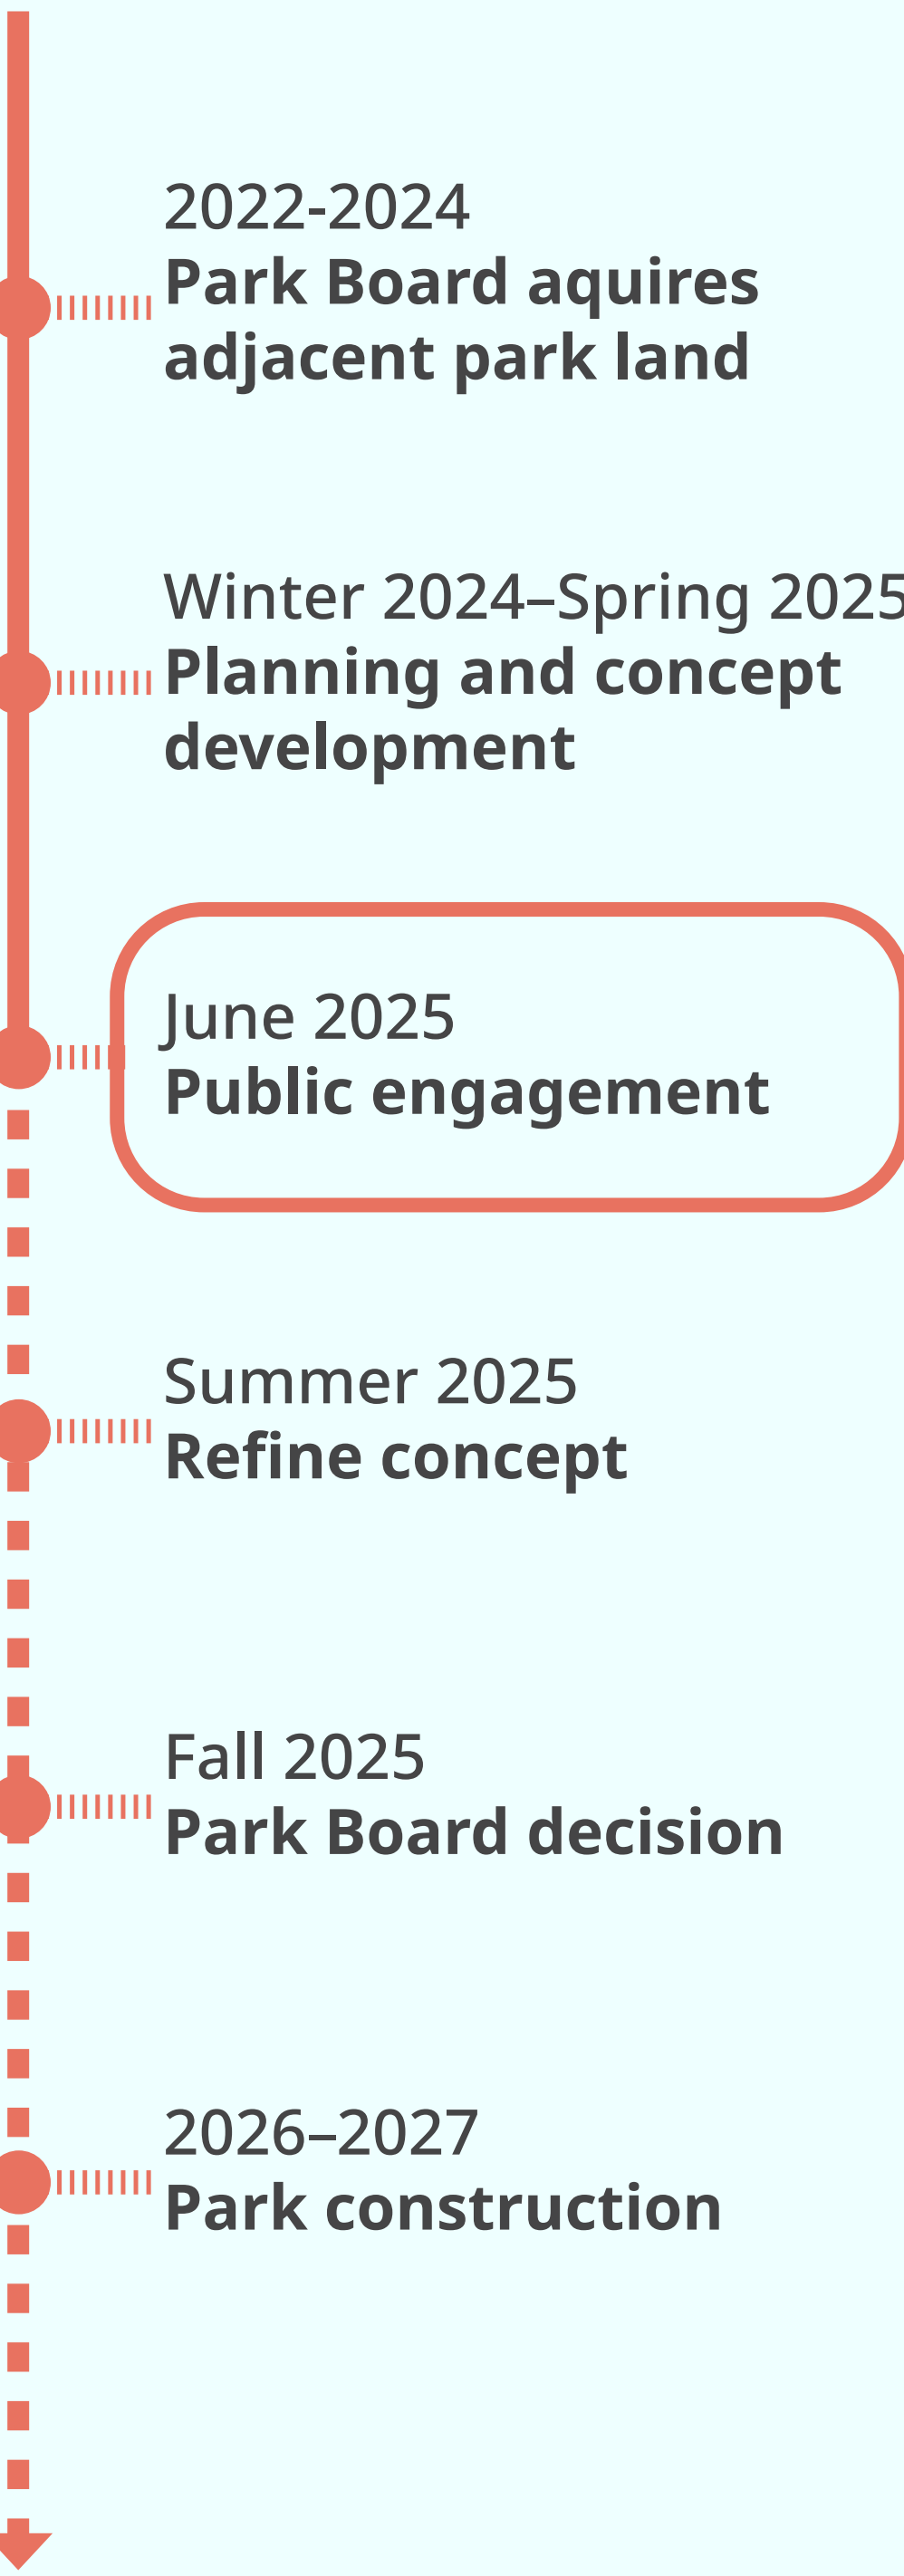 2022-2024
Park Board aquires
adjacent park land
Winter 2024–Spring 2025
Planning and concept
development
June 2025
Public engagement
Summer 2025
Refine concept
Fall 2025
Park Board decision
2026–2027
Park construction